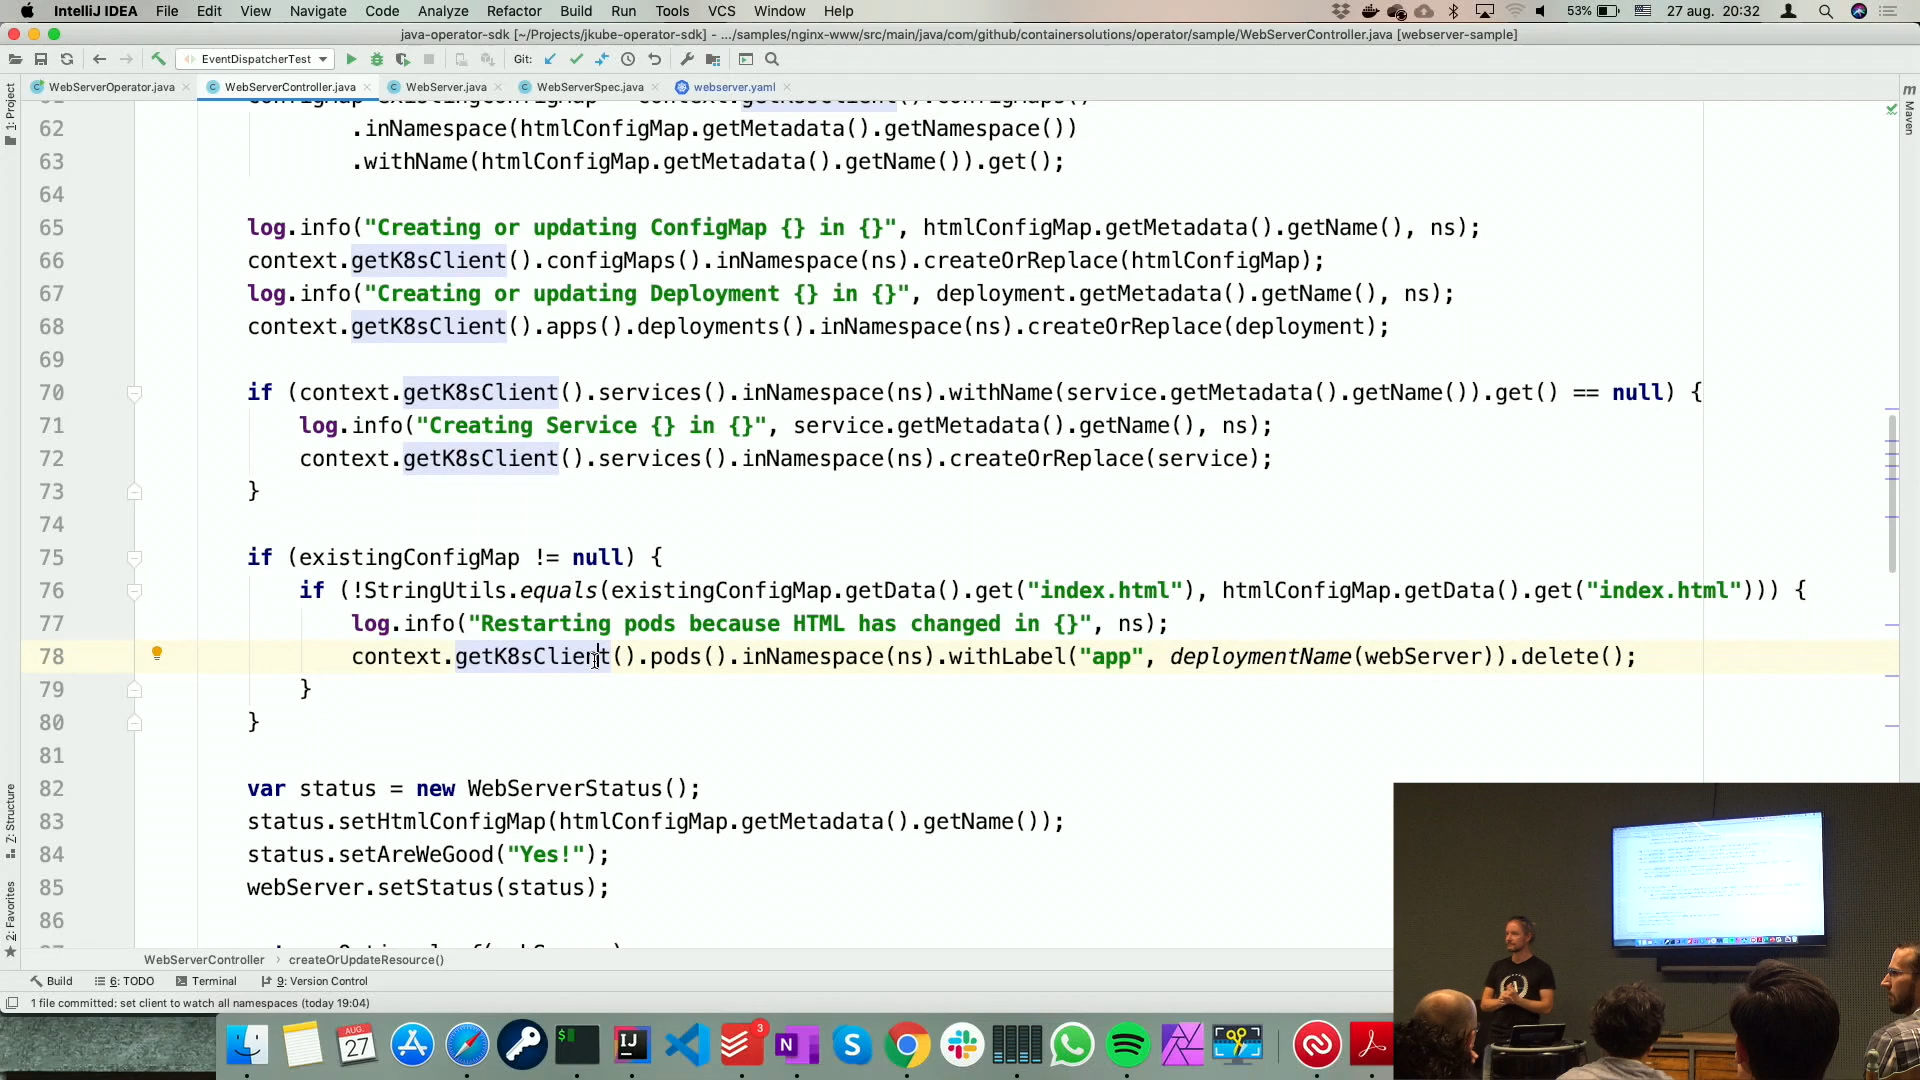 IntelliJ IDEA File Edit View Navigate Code Analyze Refactor Build Run Tools VCS Window Help 53% 27 aug. 20:32
java-operator-sdk [~/Projects/jkube-operator-sdk] - .../samples/nginx-www/src/main/java/com/github/containersolutions/operator/sample/WebServerController.java [webserver-sample]
EventDispatcherTest Git:
1: Project WebServerOperator.java WebServerController.java WebServer.java WebServerSpec.java webserver.yaml Maven
62 .inNamespace(htmlConfigMap.getMetadata().getNamespace())
63 .withName(htmlConfigMap.getMetadata().getName()).get();
64
65 log.info("Creating or updating ConfigMap {} in {}", htmlConfigMap.getMetadata().getName(), ns);
66 context.getK8sClient().configMaps().inNamespace(ns).createOrReplace(htmlConfigMap);
67 log.info("Creating or updating Deployment {} in {}", deployment.getMetadata().getName(), ns);
68 context.getK8sClient().apps().deployments().inNamespace(ns).createOrReplace(deployment);
69
70 if (context.getK8sClient().services().inNamespace(ns).withName(service.getMetadata().getName()).get() == null) {
71 log.info("Creating Service {} in {}", service.getMetadata().getName(), ns);
72 context.getK8sClient().services().inNamespace(ns).createOrReplace(service);
73 }
74
75 if (existingConfigMap != null) {
76 if (!StringUtils.equals(existingConfigMap.getData().get("index.html"), htmlConfigMap.getData().get("index.html"))) {
77 log.info("Restarting pods because HTML has changed in {}", ns);
78 context.getK8sClient().pods().inNamespace(ns).withLabel("app", deploymentName(webServer)).delete();
79 }
80 }
81
82 var status = new WebServerStatus();
83 status.setHtmlConfigMap(htmlConfigMap.getMetadata().getName());
84 status.setAreWeGood("Yes!");
85 webServer.setStatus(status);
86
7: Structure
2: Favorites
WebServerController › createOrUpdateResource()
Build 6: TODO Terminal 9: Version Control
1 file committed: set client to watch all namespaces (today 19:04)
AUG. 27 $ IJ 3 N S